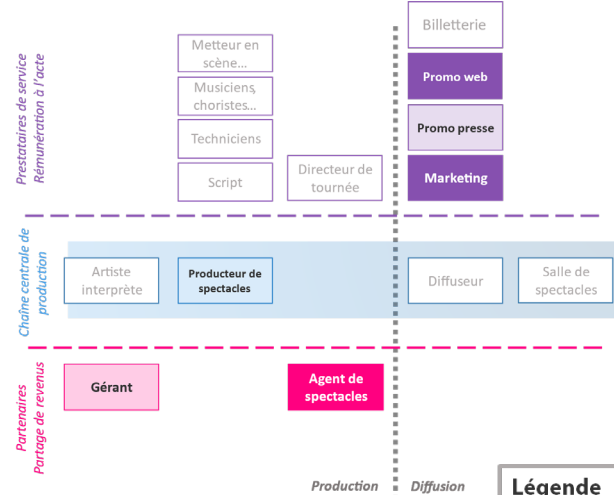 Prestataires de service
Rémunération à l'acte
Metteur en
scène...
Musiciens,
choristes...
Techniciens
Script
Directeur de
tournée
Billetterie
Promo web
Promo presse
Marketing
Chaîne centrale de
production
Artiste
interprète
Producteur de
spectacles
Diffuseur
Salle de
spectacles
Partenaires
Partage de revenus
Gérant
Agent de
spectacles
Production
Diffusion
Légende